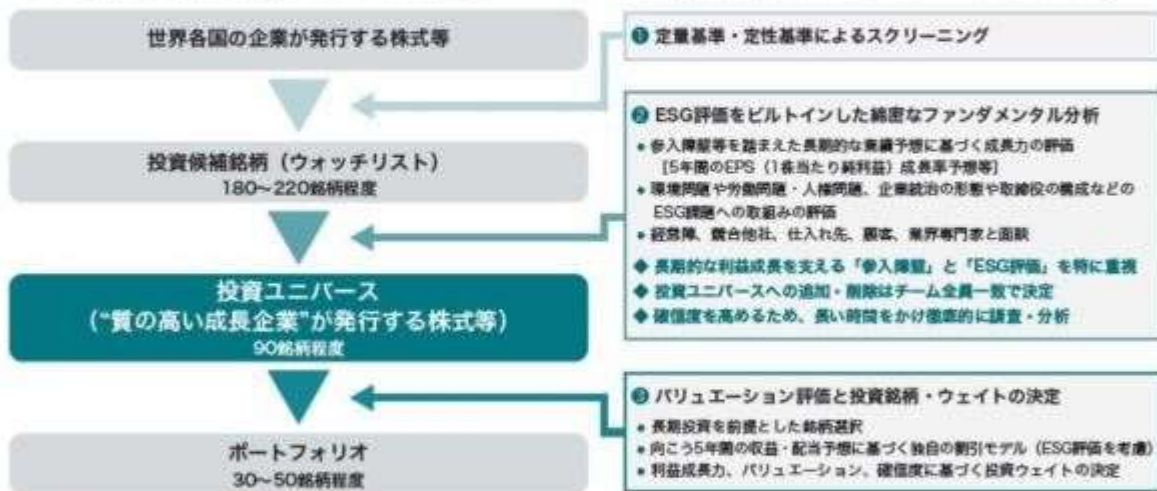 世界各国の企業が発行する株式等
❶ 定量基準・定性基準によるスクリーニング
投資候補銘柄（ウォッチリスト）
180～220銘柄程度
❷ ESG評価をビルトインした綿密なファンダメンタル分析
• 参入障壁等を踏まえた長期的な業績予想に基づく成長力の評価
［5年間のEPS（1株当たり純利益）成長率予想等］
• 環境問題や労働問題・人権問題、企業統治の形態や取締役の構成などの
ESG課題への取組みの評価
• 経営陣、競合他社、仕入れ先、顧客、業界専門家と面談
◆ 長期的な利益成長を支える「参入障壁」と「ESG評価」を特に重視
◆ 投資ユニバースへの追加・削除はチーム全員一致で決定
◆ 確信度を高めるため、長い時間をかけ徹底的に調査・分析
投資ユニバース
（“質の高い成長企業”が発行する株式等）
90銘柄程度
❸ バリュエーション評価と投資銘柄・ウェイトの決定
• 長期投資を前提とした銘柄選択
• 向こう5年間の収益・配当予想に基づく独自の割引モデル（ESG評価を考慮）
• 利益成長力、バリュエーション、確信度に基づく投資ウェイトの決定
ポートフォリオ
30～50銘柄程度